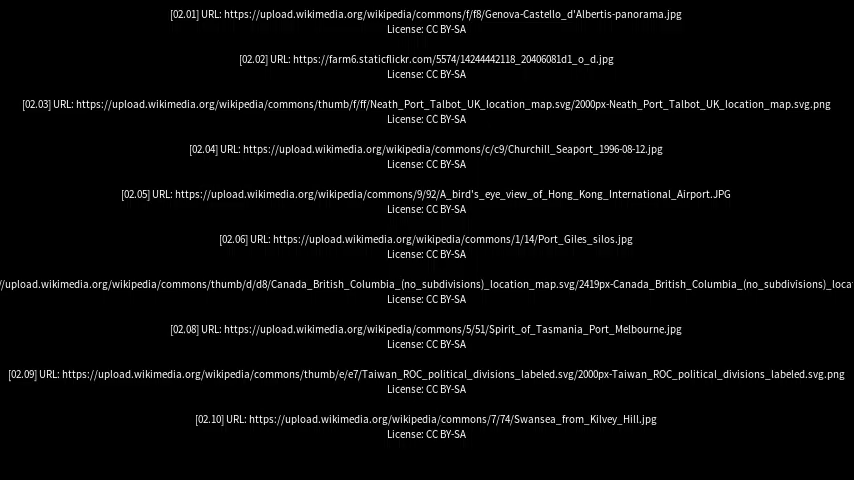 [02.01] URL: https://upload.wikimedia.org/wikipedia/commons/f/f8/Genova-Castello_d'Albertis-panorama.jpg
License: CC BY-SA
[02.02] URL: https://farm6.staticflickr.com/5574/14244442118_20406081d1_o_d.jpg
License: CC BY-SA
[02.03] URL: https://upload.wikimedia.org/wikipedia/commons/thumb/f/ff/Neath_Port_Talbot_UK_location_map.svg/2000px-Neath_Port_Talbot_UK_location_map.svg.png
License: CC BY-SA
[02.04] URL: https://upload.wikimedia.org/wikipedia/commons/c/c9/Churchill_Seaport_1996-08-12.jpg
License: CC BY-SA
[02.05] URL: https://upload.wikimedia.org/wikipedia/commons/9/92/A_bird's_eye_view_of_Hong_Kong_International_Airport.JPG
License: CC BY-SA
[02.06] URL: https://upload.wikimedia.org/wikipedia/commons/1/14/Port_Giles_silos.jpg
License: CC BY-SA
/upload.wikimedia.org/wikipedia/commons/thumb/d/d8/Canada_British_Columbia_(no_subdivisions)_location_map.svg/2419px-Canada_British_Columbia_(no_subdivisions)_loca
License: CC BY-SA
[02.08] URL: https://upload.wikimedia.org/wikipedia/commons/5/51/Spirit_of_Tasmania_Port_Melbourne.jpg
License: CC BY-SA
[02.09] URL: https://upload.wikimedia.org/wikipedia/commons/thumb/e/e7/Taiwan_ROC_political_divisions_labeled.svg/2000px-Taiwan_ROC_political_divisions_labeled.svg.png
License: CC BY-SA
[02.10] URL: https://upload.wikimedia.org/wikipedia/commons/7/74/Swansea_from_Kilvey_Hill.jpg
License: CC BY-SA